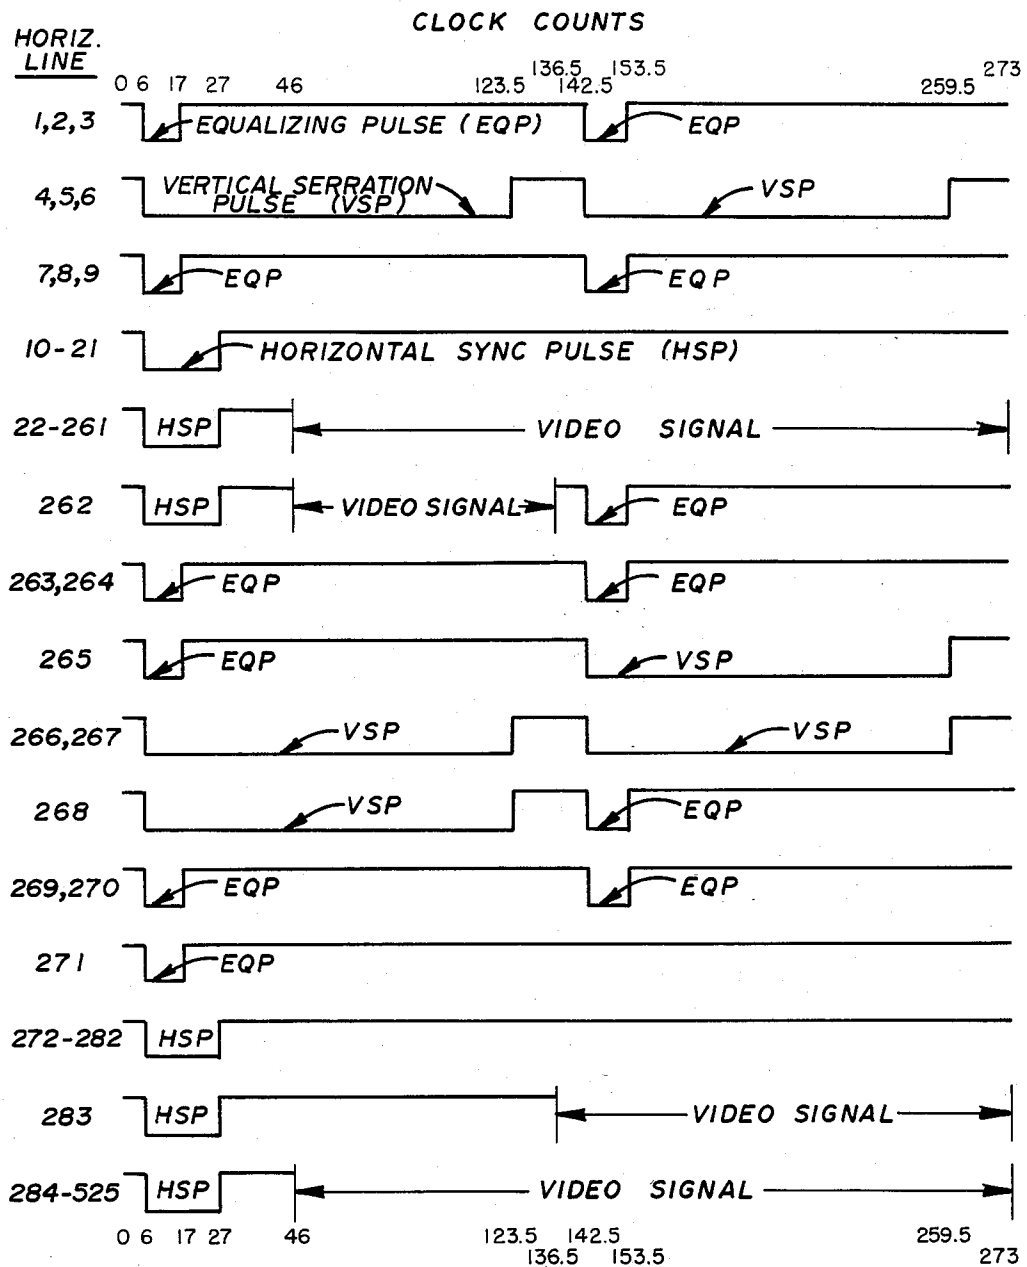 CLOCK COUNTS
HORIZ.
LINE
136.5 153.5 273
0 6 17 27 46 123.5 142.5 259.5
1,2,3 EQUALIZING PULSE (EQP) EQP
4,5,6 VERTICAL SERRATION VSP
PULSE (VSP)
7,8,9 EQP EQP
10-21 HORIZONTAL SYNC PULSE (HSP)
22-261 HSP VIDEO SIGNAL
262 HSP VIDEO SIGNAL EQP
263,264 EQP EQP
265 EQP VSP
266,267 VSP VSP
268 VSP EQP
269,270 EQP EQP
271 EQP
272-282 HSP
283 HSP VIDEO SIGNAL
284-525 HSP VIDEO SIGNAL
0 6 17 27 46 123.5 142.5 259.5
136.5 153.5 273